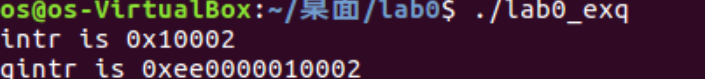 os@os-VirtualBox:~/桌面/lab0$ ./lab0_exq
intr is 0x10002
gintr is 0xee0000010002